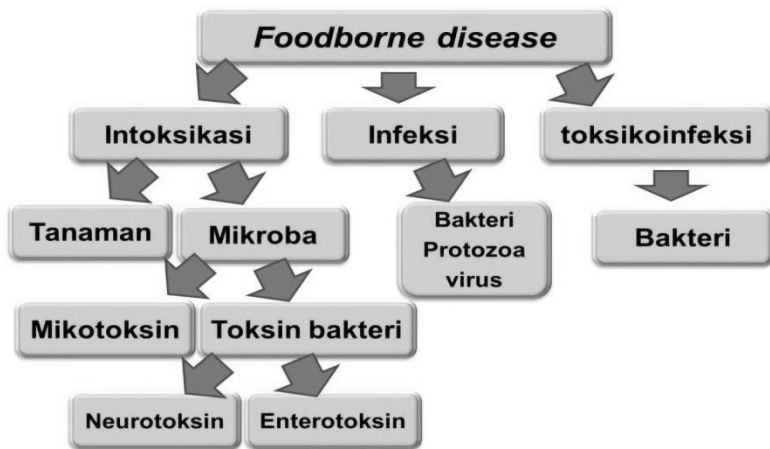 Foodborne disease
Intoksikasi
Infeksi
toksikoinfeksi
Tanaman
Mikroba
Bakteri
Protozoa
virus
Bakteri
Mikotoksin
Toksin bakteri
Neurotoksin
Enterotoksin